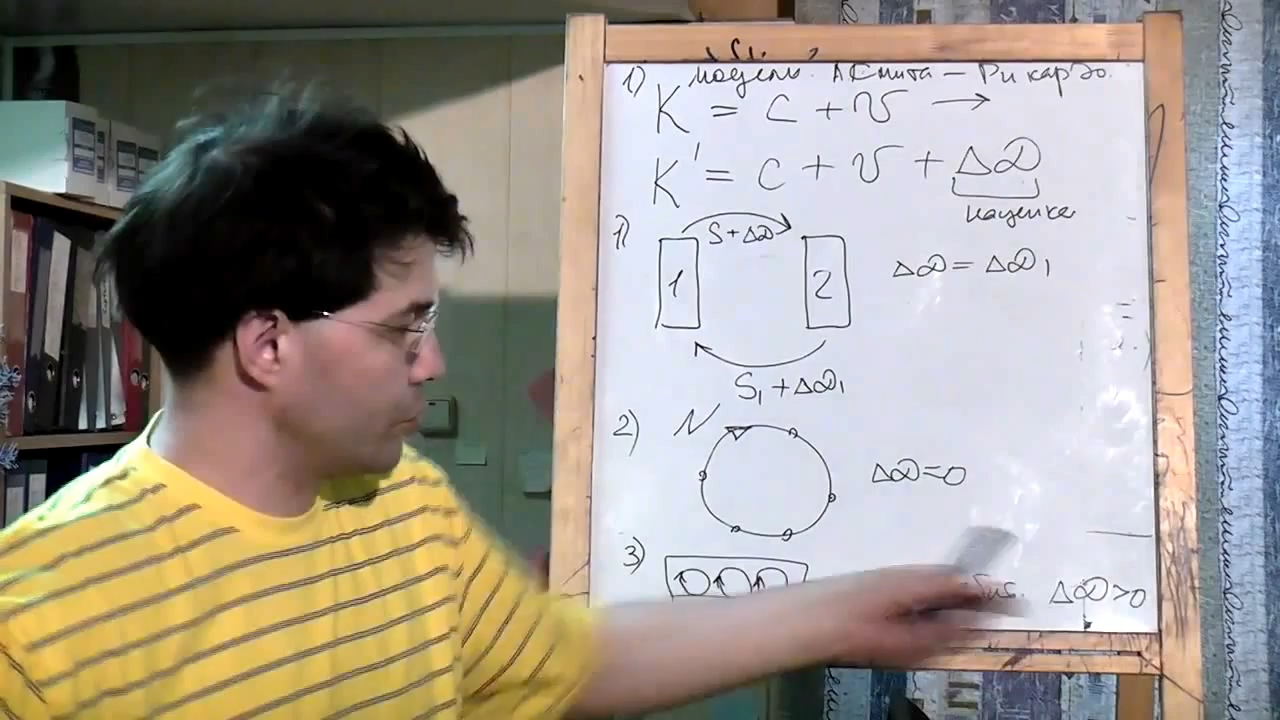 1) модель. А Смита – Рикардо.
K = c + v →
K' = c + v + ΔD
наценка
1) S + ΔD
1 2 ΔD = ΔD₁
S₁ + ΔD₁
2) N ΔD = 0
3) ΔD > 0